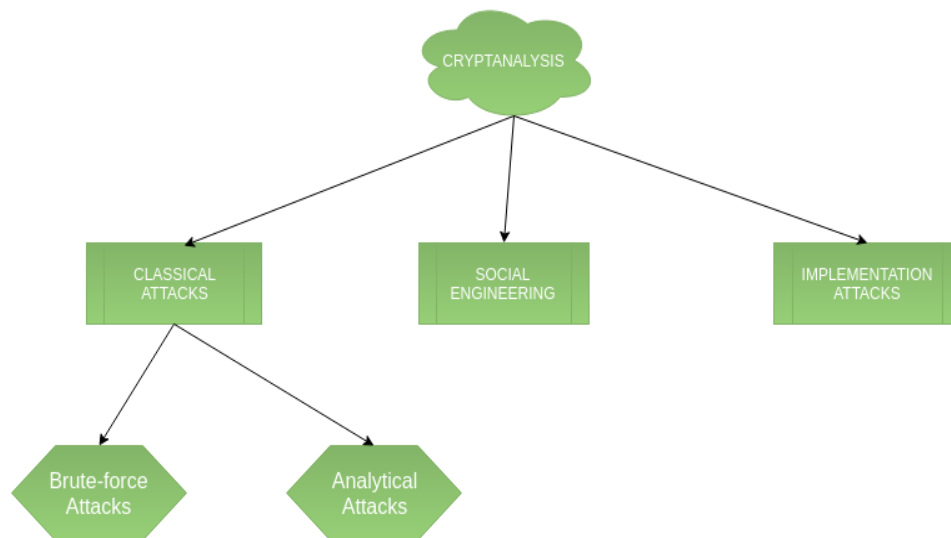 CRYPTANALYSIS
CLASSICAL
ATTACKS
SOCIAL
ENGINEERING
IMPLEMENTATION
ATTACKS
Brute-force
Attacks
Analytical
Attacks